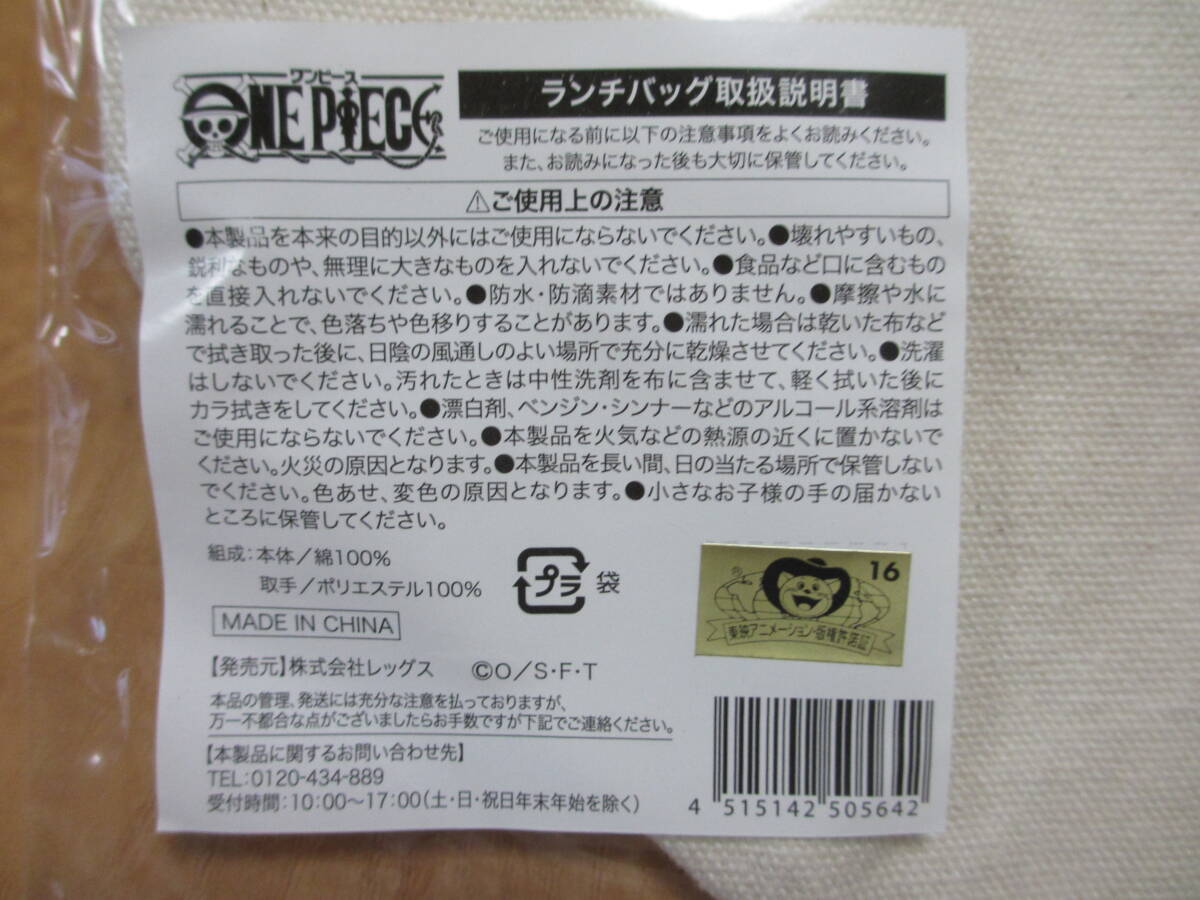 ワンピース
ONE PIECE
ランチバッグ取扱説明書
ご使用になる前に以下の注意事項をよくお読みください。
また、お読みになった後も大切に保管してください。
⚠ご使用上の注意
●本製品を本来の目的以外にはご使用にならないでください。●壊れやすいもの、
鋭利なものや、無理に大きなものを入れないでください。●食品など口に含むもの
を直接入れないでください。●防水・防滴素材ではありません。●摩擦や水に
濡れることで、色落ちや色移りすることがあります。●濡れた場合は乾いた布など
で拭き取った後に、日陰の風通しのよい場所で充分に乾燥させてください。●洗濯
はしないでください。汚れたときは中性洗剤を布に含ませて、軽く拭いた後に
カラ拭きをしてください。●漂白剤、ベンジン・シンナーなどのアルコール系溶剤は
ご使用にならないでください。●本製品を火気などの熱源の近くに置かないで
ください。火災の原因となります。●本製品を長い間、日の当たる場所で保管しない
でください。色あせ、変色の原因となります。●小さなお子様の手の届かない
ところに保管してください。
組成：本体／綿100%
取手／ポリエステル100%
プラ 袋
MADE IN CHINA
【発売元】株式会社レッグス ©O／S・F・T
本品の管理、発送には充分な注意を払っておりますが、
万一不都合な点がございましたらお手数ですが下記でご連絡ください。
【本製品に関するお問い合わせ先】
TEL:0120-434-889
受付時間：10:00〜17:00（土・日・祝日年末年始を除く）
® 16
東映アニメーション・版権許諾証
4 515142 505642